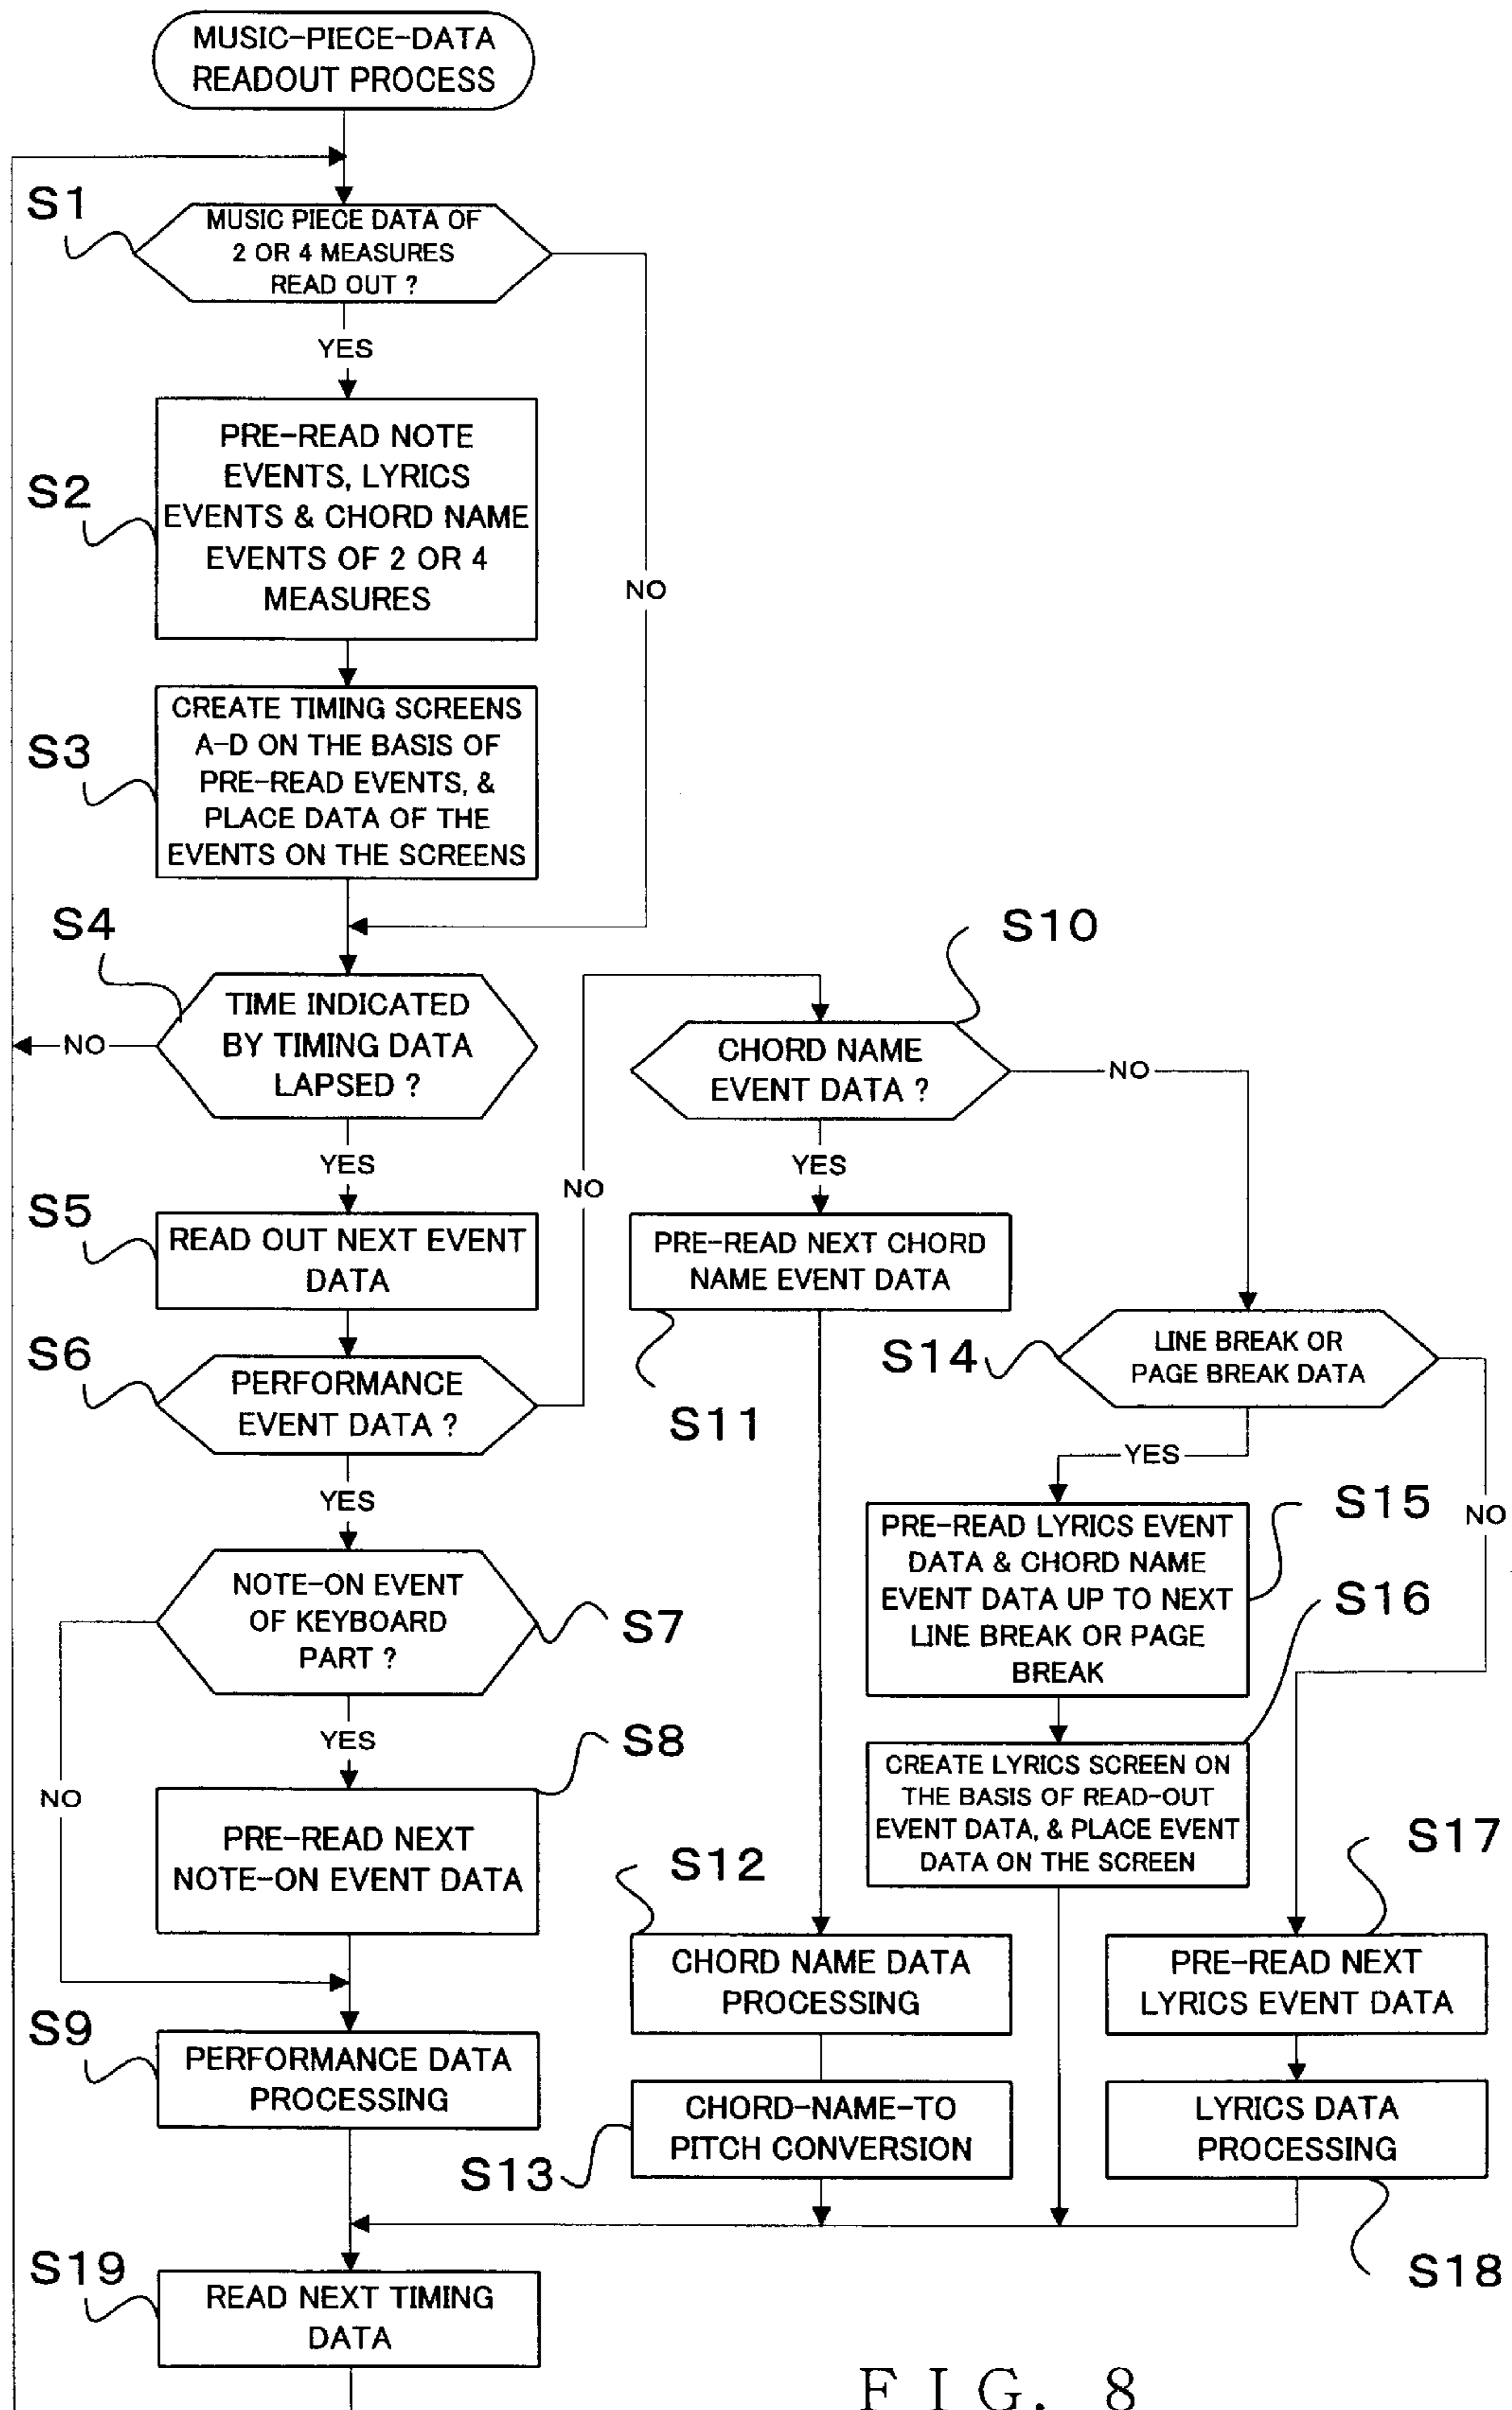 MUSIC-PIECE-DATA
READOUT PROCESS
S1
MUSIC PIECE DATA OF
2 OR 4 MEASURES
READ OUT ?
YES
NO
S2
PRE-READ NOTE
EVENTS, LYRICS
EVENTS & CHORD NAME
EVENTS OF 2 OR 4
MEASURES
S3
CREATE TIMING SCREENS
A-D ON THE BASIS OF
PRE-READ EVENTS, &
PLACE DATA OF THE
EVENTS ON THE SCREENS
S4
TIME INDICATED
BY TIMING DATA
LAPSED ?
NO
YES
S5
READ OUT NEXT EVENT
DATA
S6
PERFORMANCE
EVENT DATA ?
NO
YES
S7
NOTE-ON EVENT
OF KEYBOARD
PART ?
NO
YES
S8
PRE-READ NEXT
NOTE-ON EVENT DATA
S9
PERFORMANCE DATA
PROCESSING
S10
CHORD NAME
EVENT DATA ?
NO
YES
PRE-READ NEXT CHORD
NAME EVENT DATA
S11
S12
CHORD NAME DATA
PROCESSING
CHORD-NAME-TO
PITCH CONVERSION
S13
S14
LINE BREAK OR
PAGE BREAK DATA
YES
NO
S15
PRE-READ LYRICS EVENT
DATA & CHORD NAME
EVENT DATA UP TO NEXT
LINE BREAK OR PAGE
BREAK
S16
CREATE LYRICS SCREEN ON
THE BASIS OF READ-OUT
EVENT DATA, & PLACE EVENT
DATA ON THE SCREEN
S17
PRE-READ NEXT
LYRICS EVENT DATA
LYRICS DATA
PROCESSING
S18
S19
READ NEXT TIMING
DATA
FIG. 8